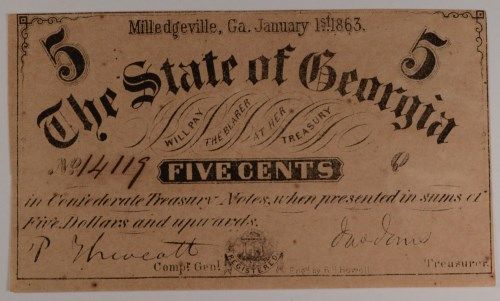 Milledgeville, Ga. January 1st 1863.
5 5
The State of Georgia
WILL PAY THE BEARER AT HER TREASURY
No. 14119 FIVE CENTS
in Confederate Treasury Notes, when presented in sums of
Five Dollars and upwards.
Compt Genl. REGISTERED Treasurer.
Howell